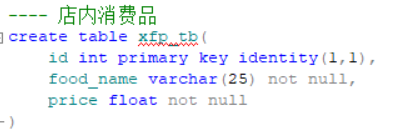 ---- 店内消费品
create table xfp_tb(
id int primary key identity(1,1),
food_name varchar(25) not null,
price float not null
)